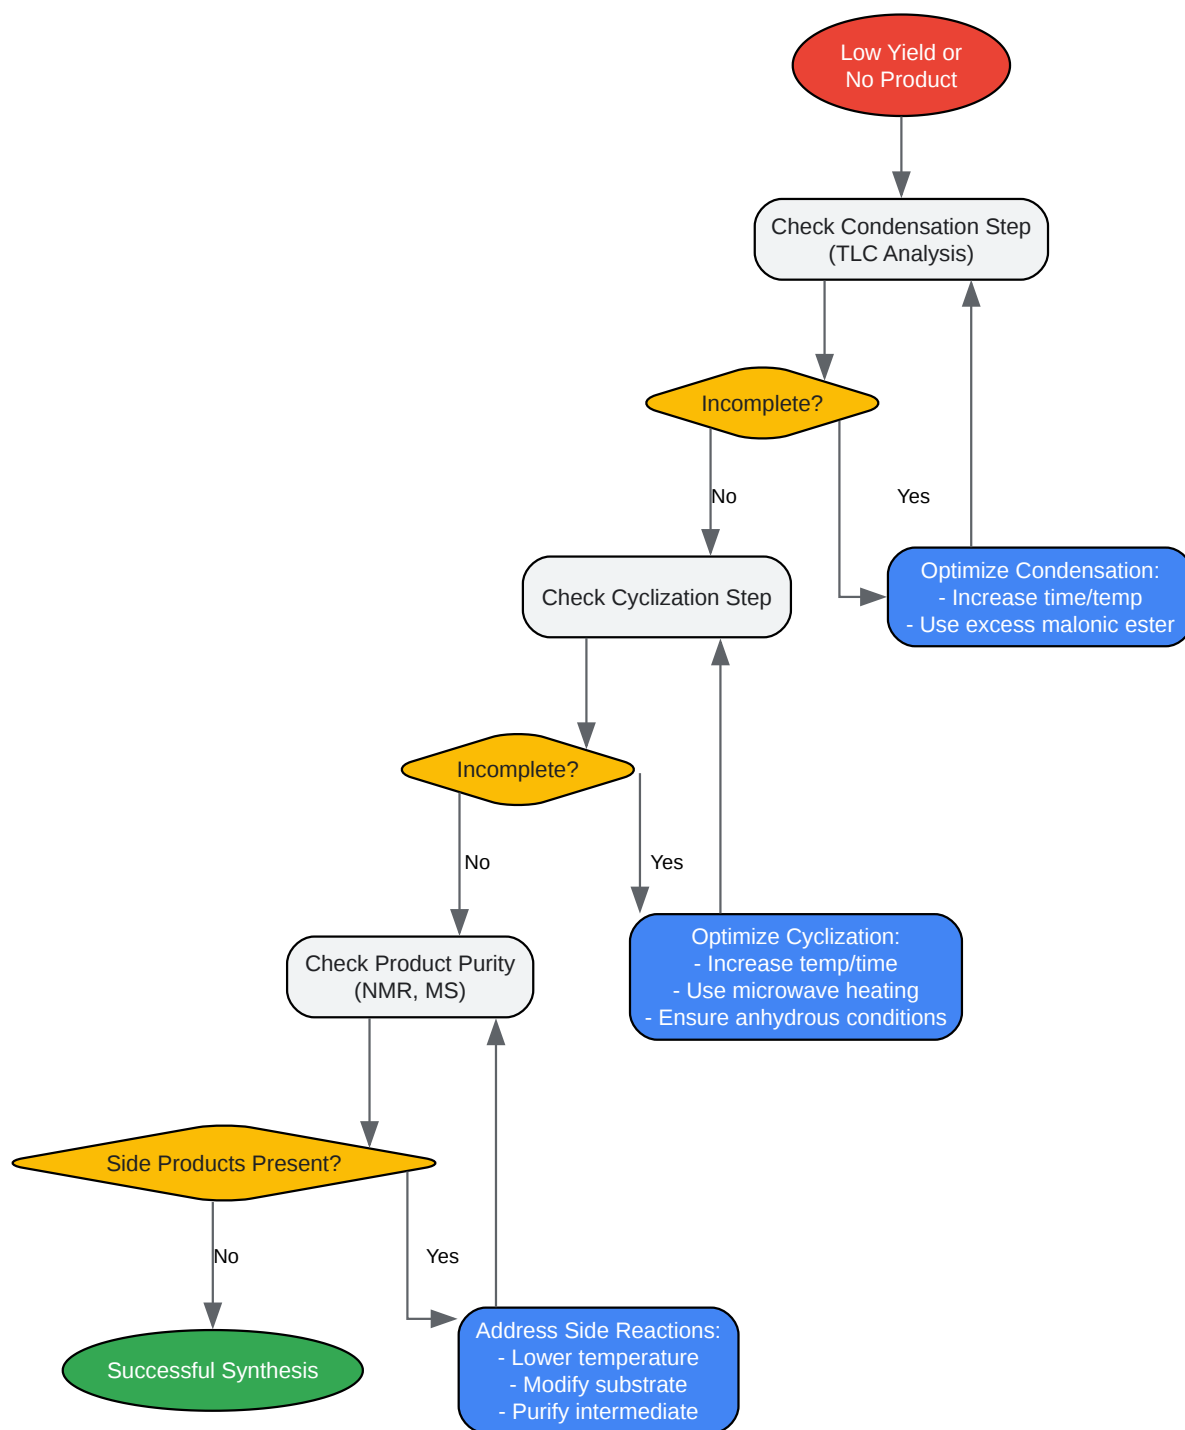 Low Yield or
No Product
Check Condensation Step
(TLC Analysis)
Incomplete?
No
Yes
Optimize Condensation:
- Increase time/temp
- Use excess malonic ester
Check Cyclization Step
Incomplete?
No
Yes
Optimize Cyclization:
- Increase temp/time
- Use microwave heating
- Ensure anhydrous conditions
Check Product Purity
(NMR, MS)
Side Products Present?
No
Yes
Address Side Reactions:
- Lower temperature
- Modify substrate
- Purify intermediate
Successful Synthesis